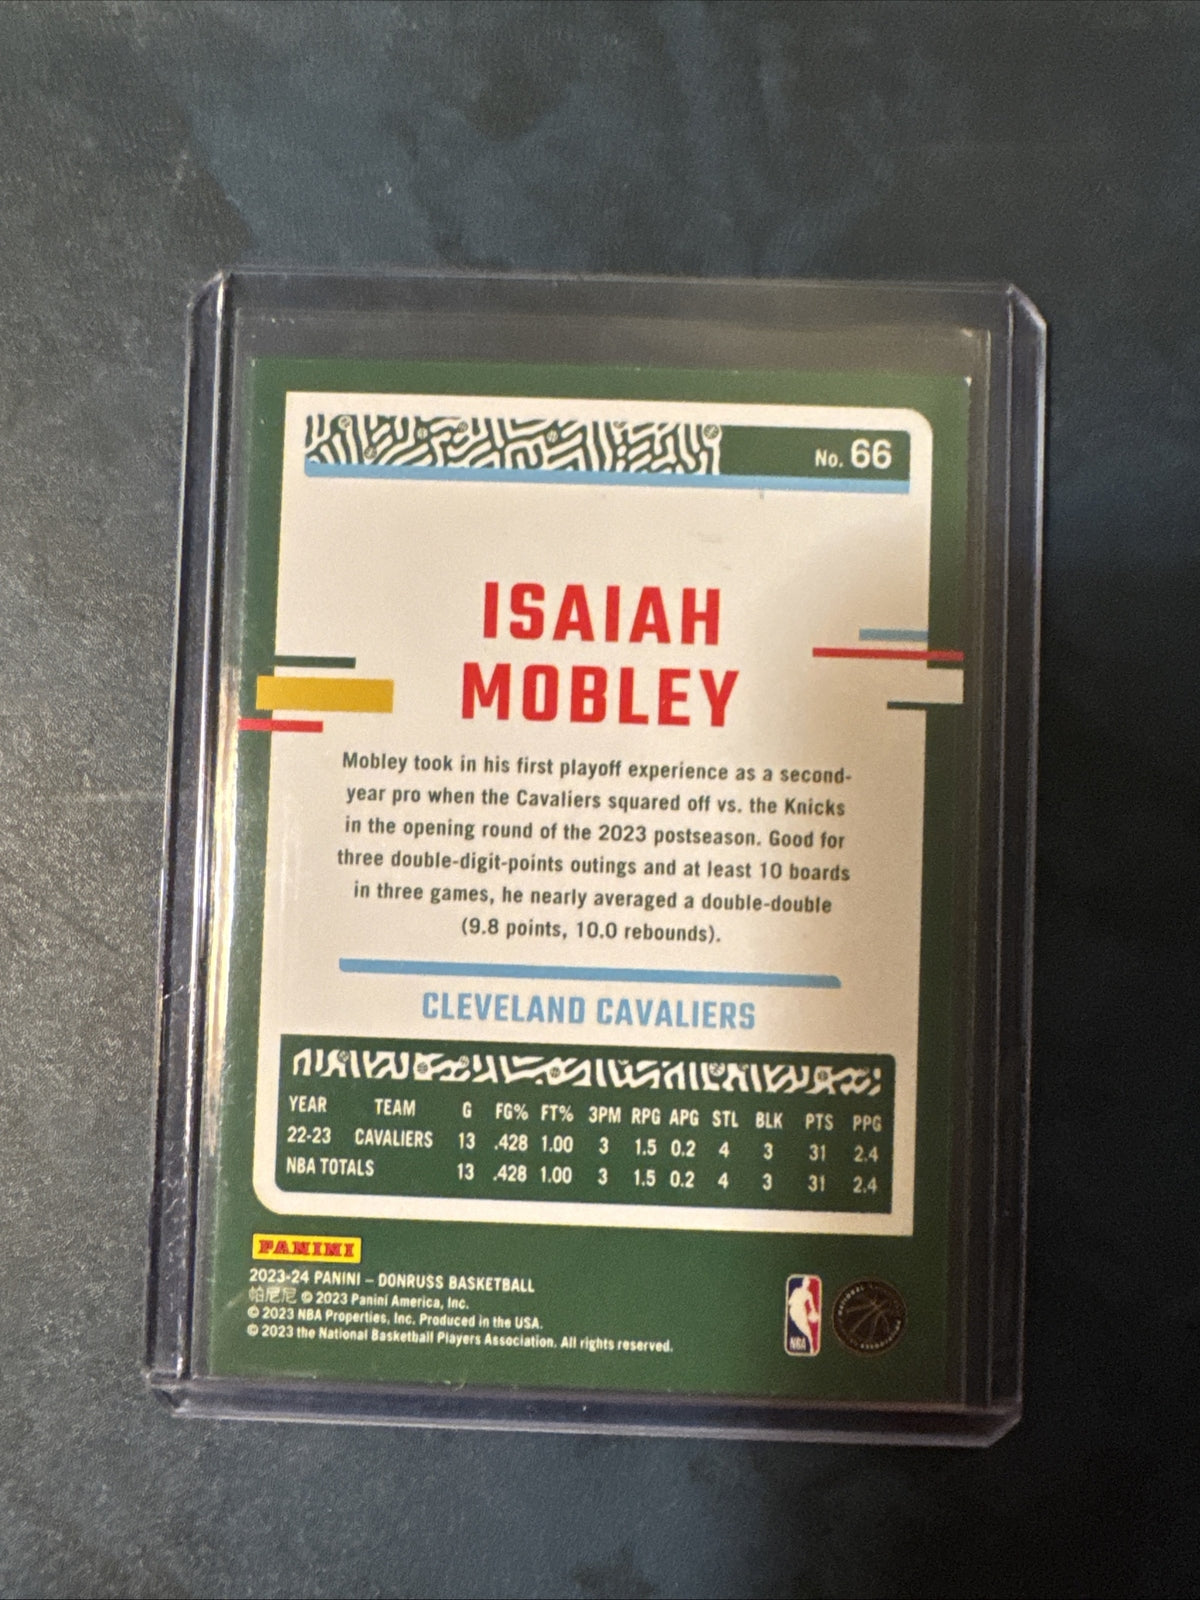 No. 66
ISAIAH
MOBLEY
Mobley took in his first playoff experience as a second-
year pro when the Cavaliers squared off vs. the Knicks
in the opening round of the 2023 postseason. Good for
three double-digit-points outings and at least 10 boards
in three games, he nearly averaged a double-double
(9.8 points, 10.0 rebounds).
CLEVELAND CAVALIERS
YEAR TEAM G FG% FT% 3PM RPG APG STL BLK PTS PPG
22-23 CAVALIERS 13 .428 1.00 3 1.5 0.2 4 3 31 2.4
NBA TOTALS 13 .428 1.00 3 1.5 0.2 4 3 31 2.4
PANINI
2023-24 PANINI – DONRUSS BASKETBALL
帕尼尼 © 2023 Panini America, Inc.
© 2023 NBA Properties, Inc. Produced in the USA.
© 2023 the National Basketball Players Association. All rights reserved.
NBA